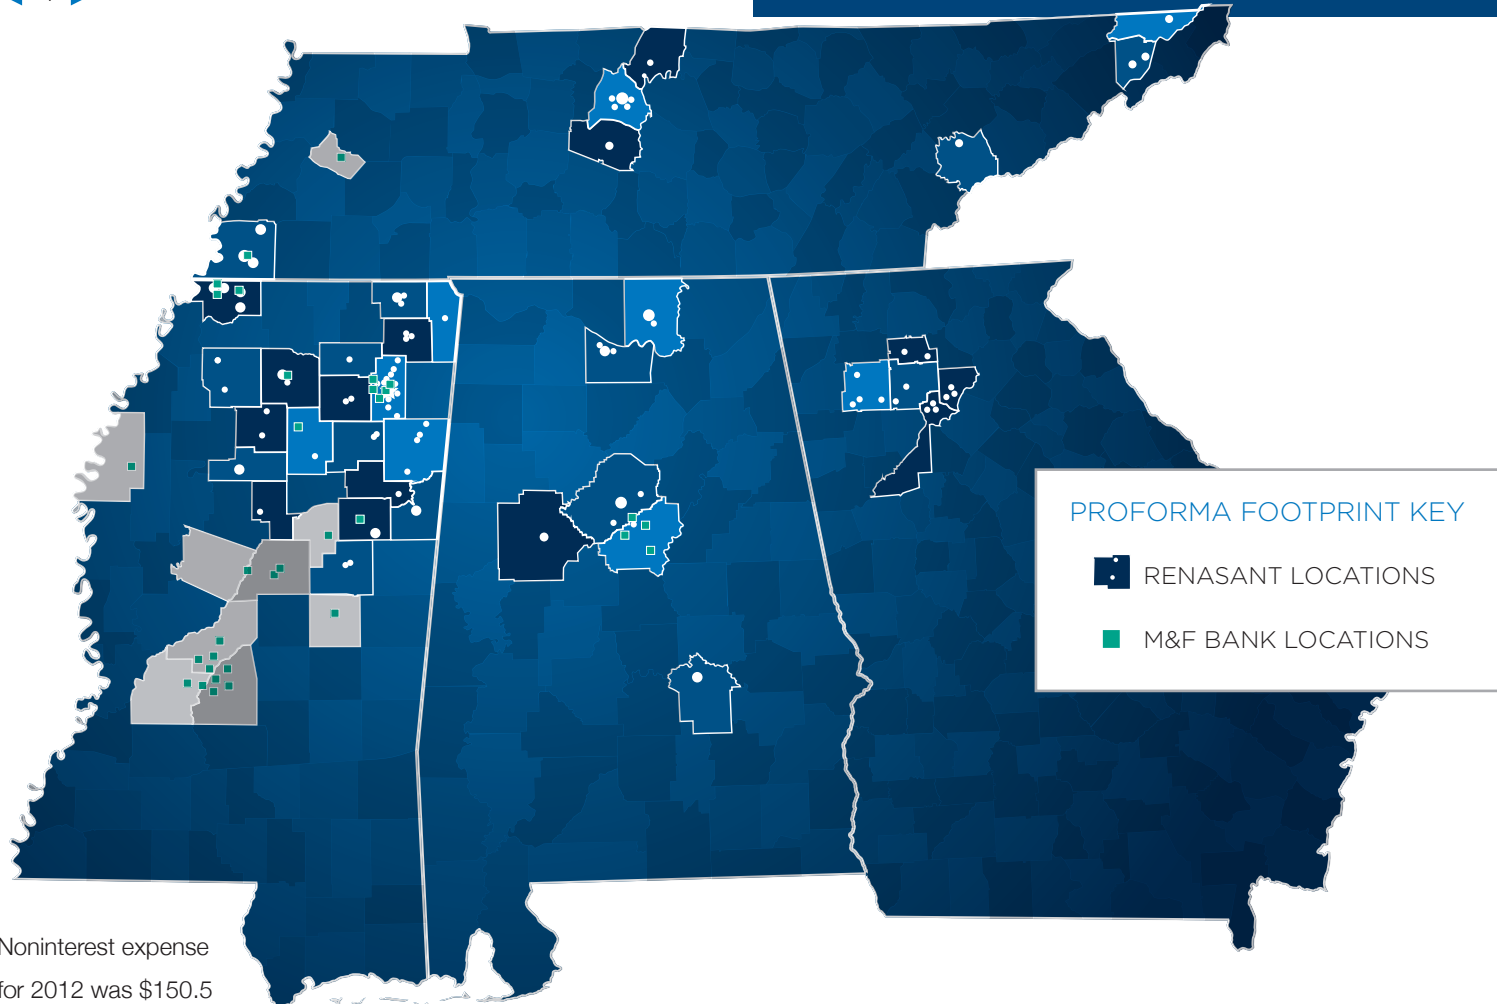 PROFORMA FOOTPRINT KEY
RENASANT LOCATIONS
M&F BANK LOCATIONS
Noninterest expense
for 2012 was $150.5